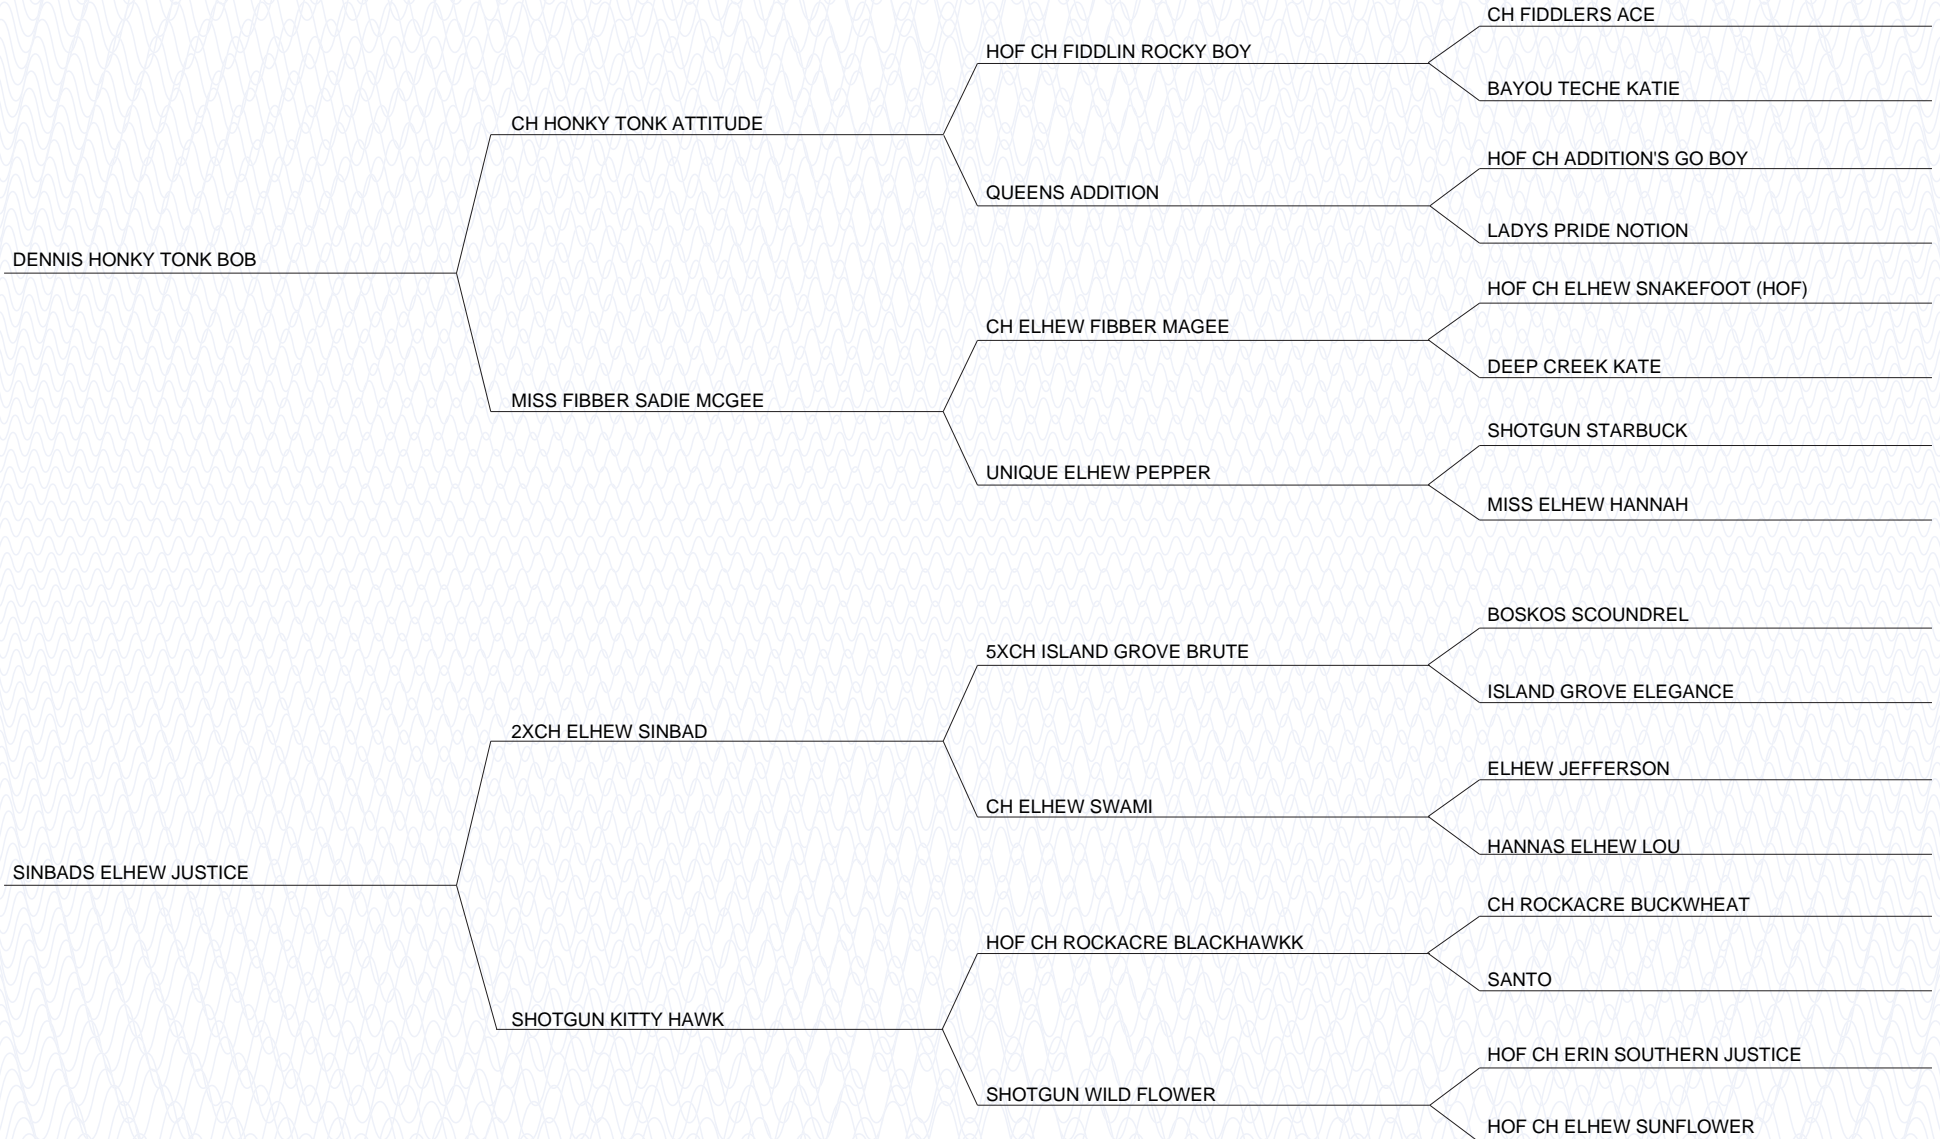 CH FIDDLERS ACE
HOF CH FIDDLIN ROCKY BOY
BAYOU TECHE KATIE
CH HONKY TONK ATTITUDE
HOF CH ADDITION'S GO BOY
QUEENS ADDITION
LADYS PRIDE NOTION
DENNIS HONKY TONK BOB
HOF CH ELHEW SNAKEFOOT (HOF)
CH ELHEW FIBBER MAGEE
DEEP CREEK KATE
MISS FIBBER SADIE MCGEE
SHOTGUN STARBUCK
UNIQUE ELHEW PEPPER
MISS ELHEW HANNAH
BOSKOS SCOUNDREL
5XCH ISLAND GROVE BRUTE
ISLAND GROVE ELEGANCE
2XCH ELHEW SINBAD
ELHEW JEFFERSON
CH ELHEW SWAMI
HANNAS ELHEW LOU
SINBADS ELHEW JUSTICE
CH ROCKACRE BUCKWHEAT
HOF CH ROCKACRE BLACKHAWKK
SANTO
SHOTGUN KITTY HAWK
HOF CH ERIN SOUTHERN JUSTICE
SHOTGUN WILD FLOWER
HOF CH ELHEW SUNFLOWER